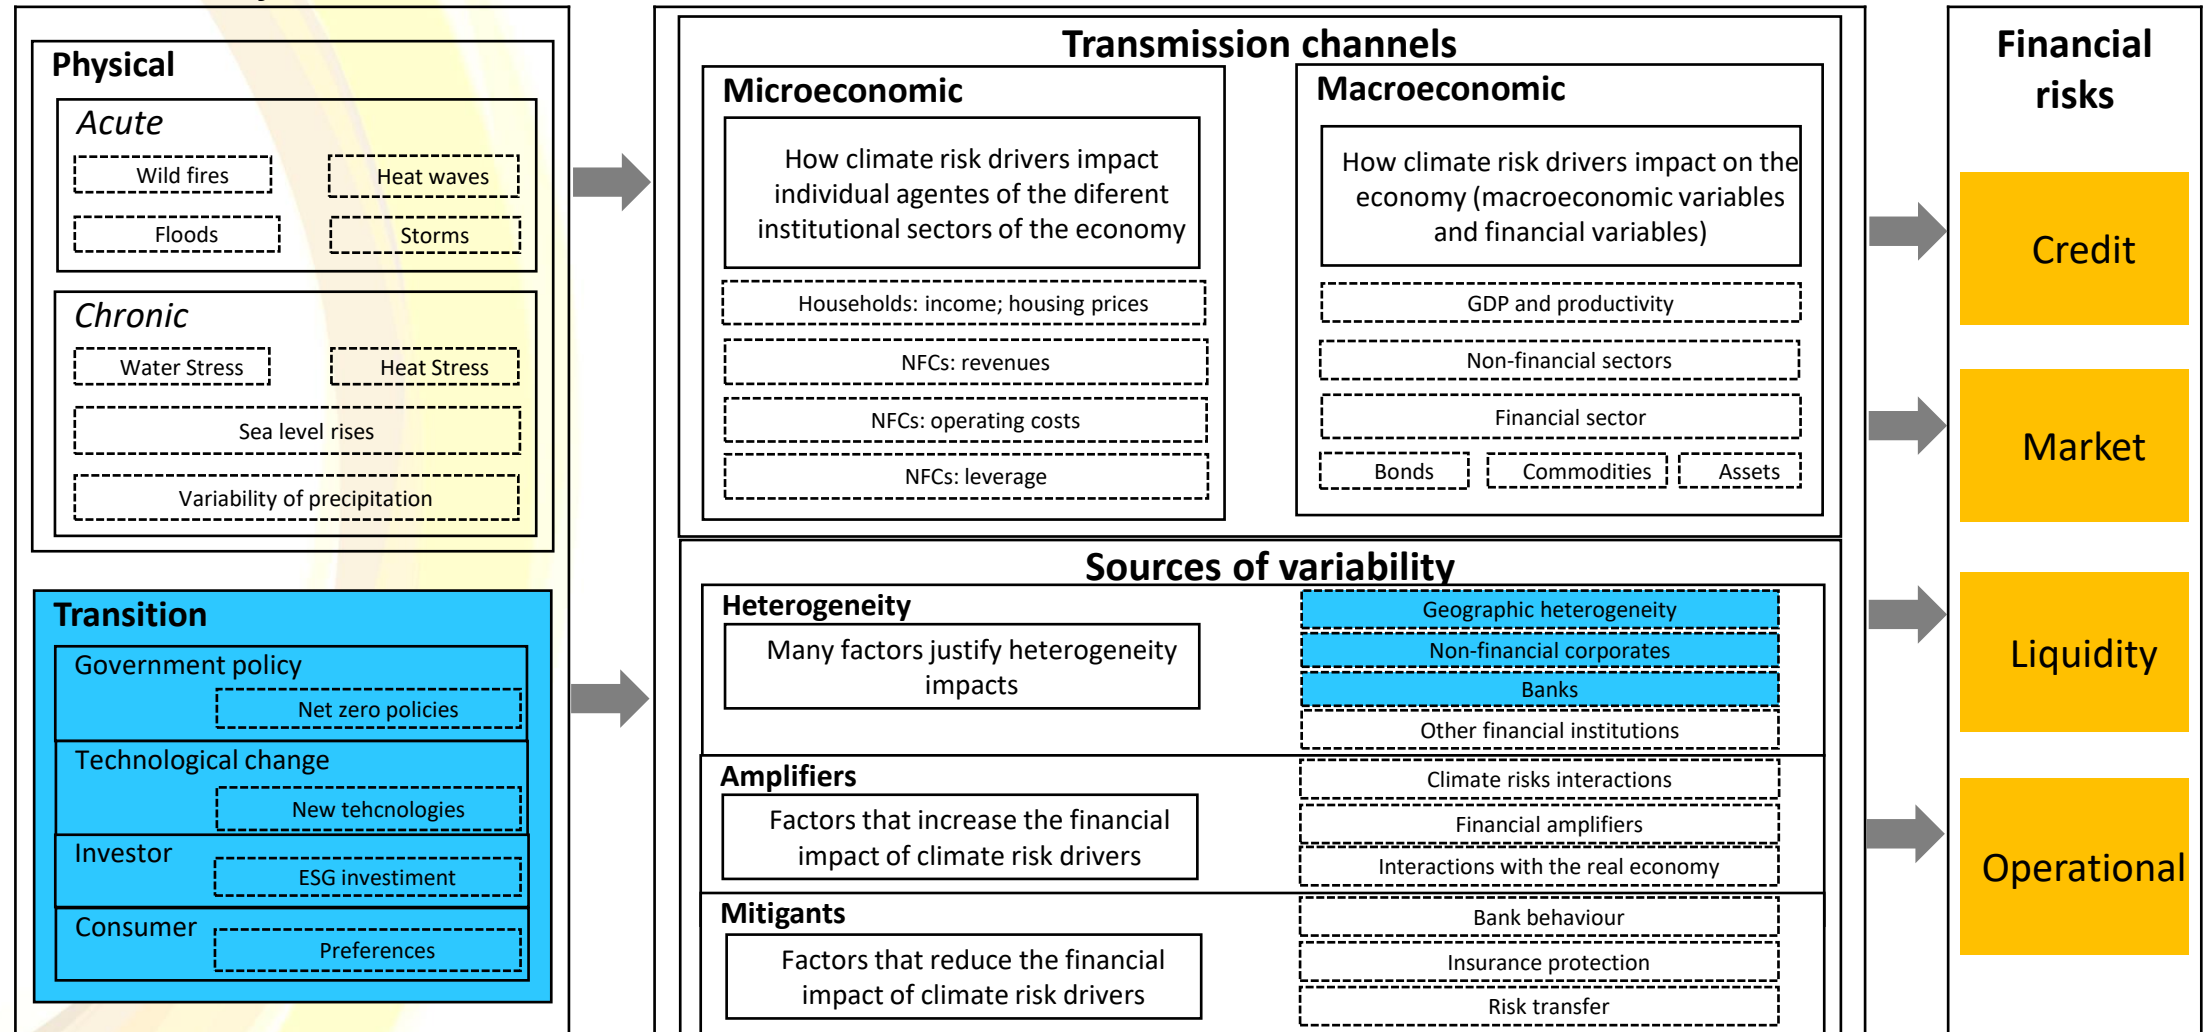 Physical
Acute
Wild fires
Heat waves
Floods
Storms
Chronic
Water Stress
Heat Stress
Sea level rises
Variability of precipitation
Transition
Government policy
Net zero policies
Technological change
New tehcnologies
Investor
ESG investiment
Consumer
Preferences
Transmission channels
Microeconomic
How climate risk drivers impact
individual agentes of the diferent
institutional sectors of the economy
Households: income; housing prices
NFCs: revenues
NFCs: operating costs
NFCs: leverage
Macroeconomic
How climate risk drivers impact on the
economy (macroeconomic variables
and financial variables)
GDP and productivity
Non-financial sectors
Financial sector
Bonds
Commodities
Assets
Sources of variability
Heterogeneity
Many factors justify heterogeneity
impacts
Geographic heterogeneity
Non-financial corporates
Banks
Other financial institutions
Amplifiers
Factors that increase the financial
impact of climate risk drivers
Climate risks interactions
Financial amplifiers
Interactions with the real economy
Mitigants
Factors that reduce the financial
impact of climate risk drivers
Bank behaviour
Insurance protection
Risk transfer
Financial
risks
Credit
Market
Liquidity
Operational